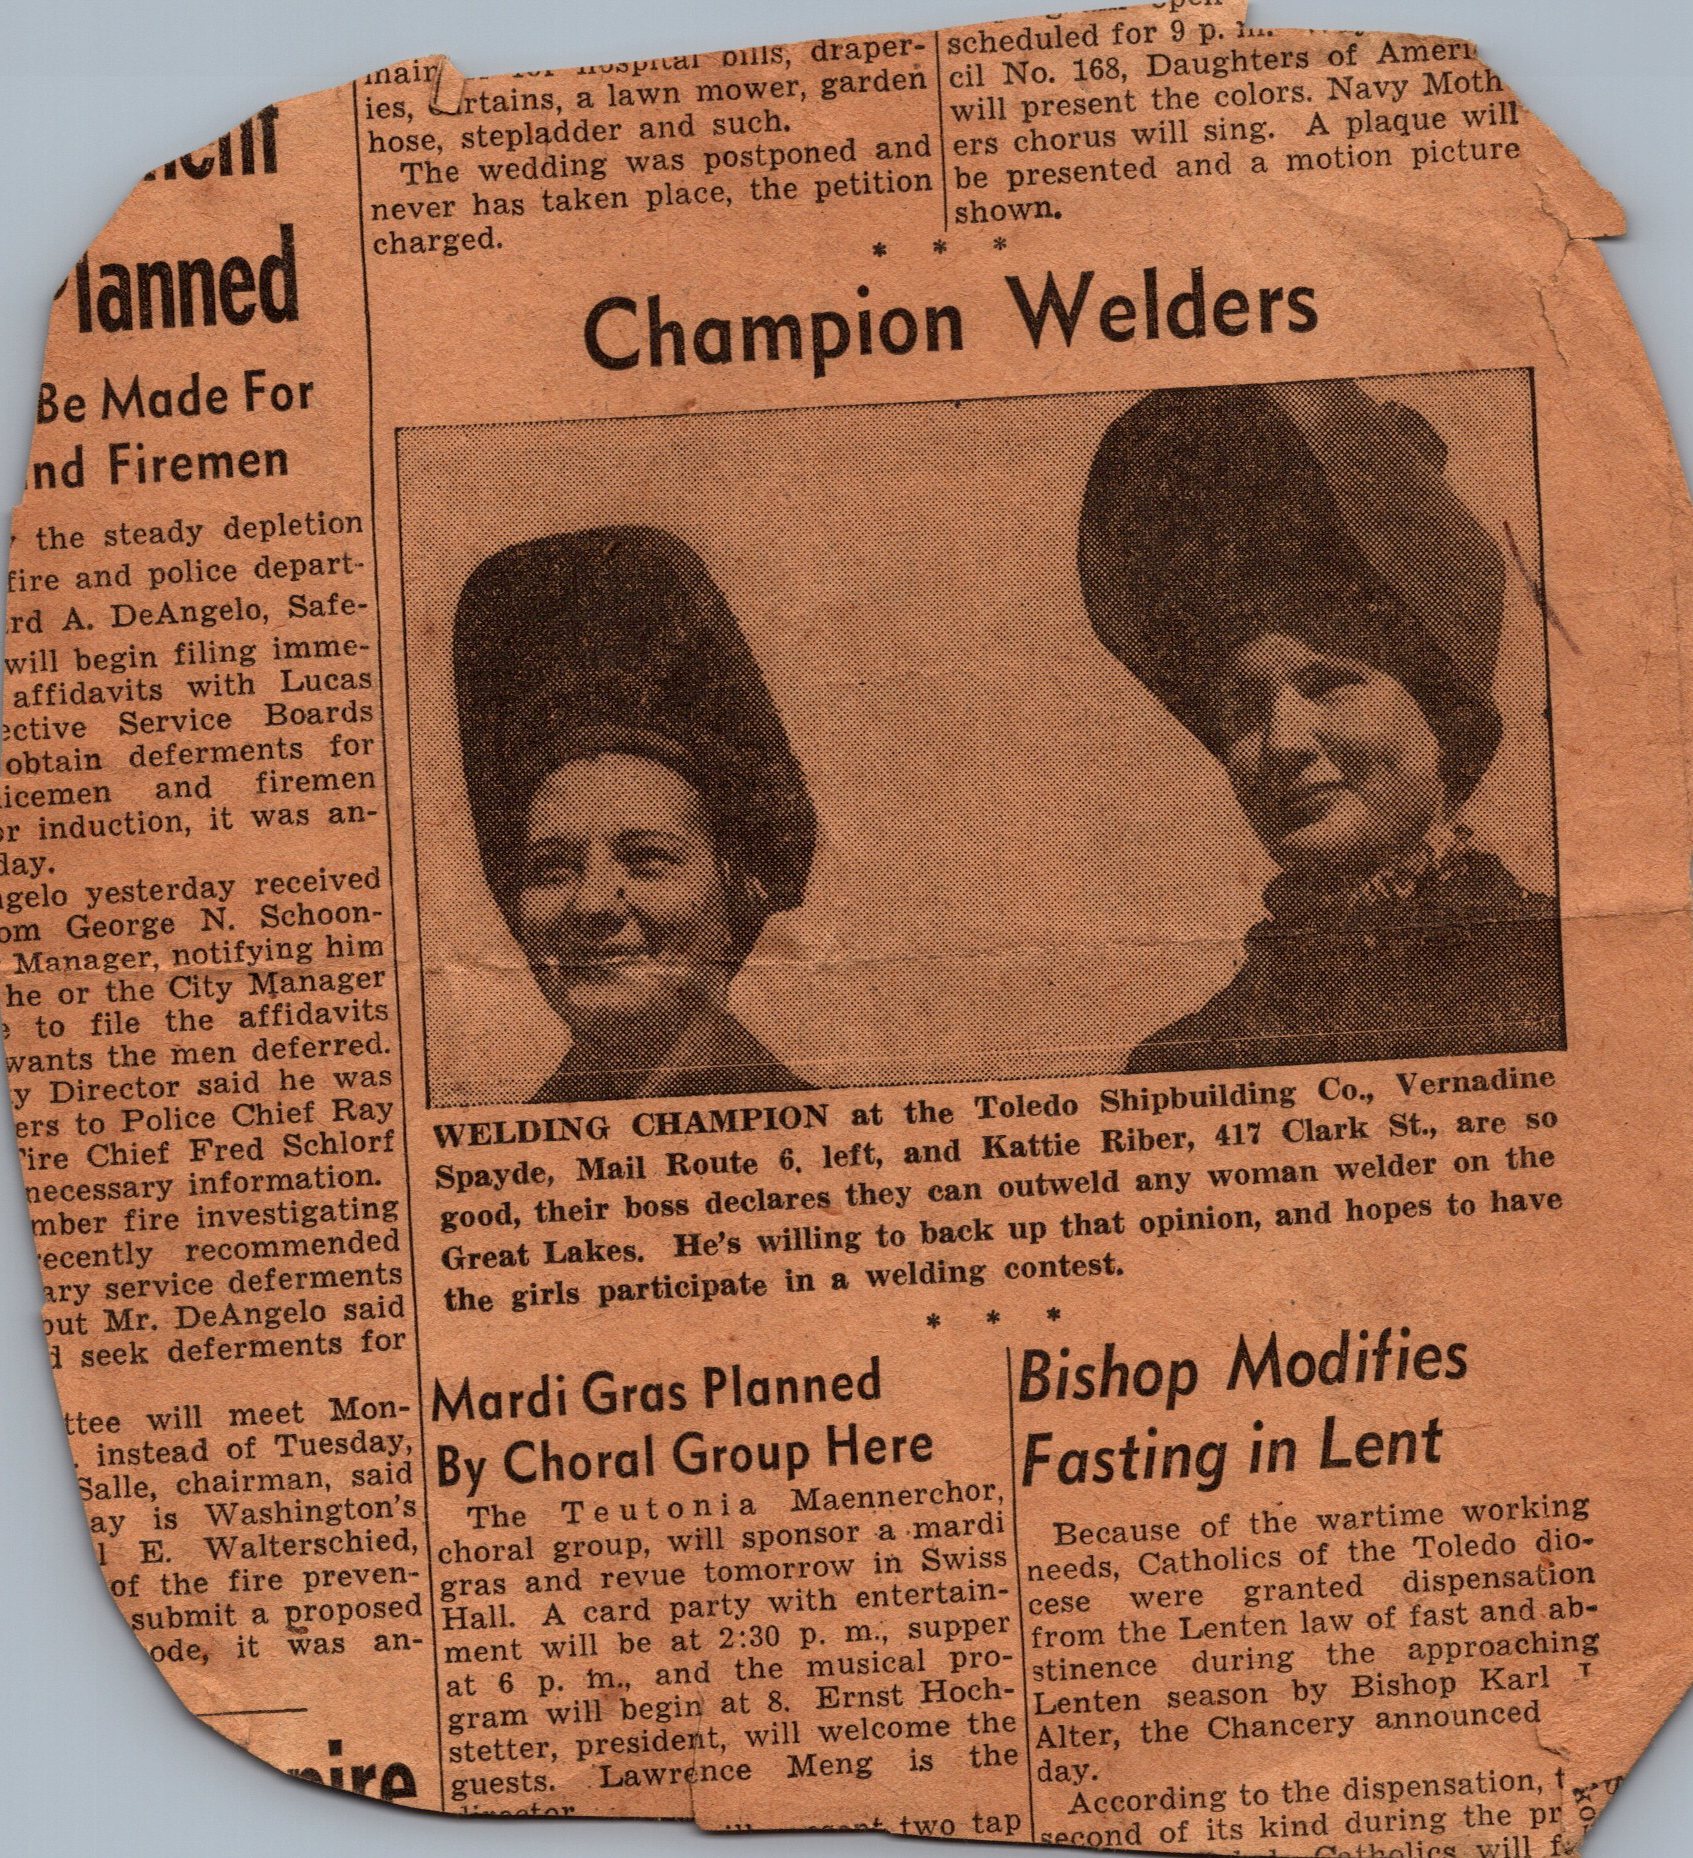 Planned
Be Made For
nd Firemen
the steady depletion
fire and police depart-
rd A. DeAngelo, Safe-
will begin filing imme-
affidavits with Lucas
ective Service Boards
obtain deferments for
icemen and firemen
or induction, it was an-
day.
ngelo yesterday received
om George N. Schoon-
Manager, notifying him
he or the City Manager
e to file the affidavits
wants the men deferred.
y Director said he was
ers to Police Chief Ray
Fire Chief Fred Schlorf
necessary information.
mber fire investigating
recently recommended
ary service deferments
but Mr. DeAngelo said
d seek deferments for
ttee will meet Mon-
. instead of Tuesday,
Salle, chairman, said
ay is Washington's
l E. Walterschied,
of the fire preven-
submit a proposed
ode, it was an-
hospital bills, draper-
ies, curtains, a lawn mower, garden
hose, stepladder and such.
The wedding was postponed and
never has taken place, the petition
charged.
scheduled for 9 p. m.
cil No. 168, Daughters of Ameri
will present the colors. Navy Moth
ers chorus will sing. A plaque will
be presented and a motion picture
shown.
* * *
Champion Welders
WELDING CHAMPION at the Toledo Shipbuilding Co., Vernadine
Spayde, Mail Route 6, left, and Kattie Riber, 417 Clark St., are so
good, their boss declares they can outweld any woman welder on the
Great Lakes. He's willing to back up that opinion, and hopes to have
the girls participate in a welding contest.
* * *
Mardi Gras Planned
By Choral Group Here
The Teutonia Maennerchor,
choral group, will sponsor a mardi
gras and revue tomorrow in Swiss
Hall. A card party with entertain-
ment will be at 2:30 p. m., supper
at 6 p. m., and the musical pro-
gram will begin at 8. Ernst Hoch-
stetter, president, will welcome the
guests. Lawrence Meng is the
director
two tap
Bishop Modifies
Fasting in Lent
Because of the wartime working
needs, Catholics of the Toledo dio-
cese were granted dispensation
from the Lenten law of fast and ab-
stinence during the approaching
Lenten season by Bishop Karl J
Alter, the Chancery announced
day.
According to the dispensation,
second of its kind during the pr
Catholics will